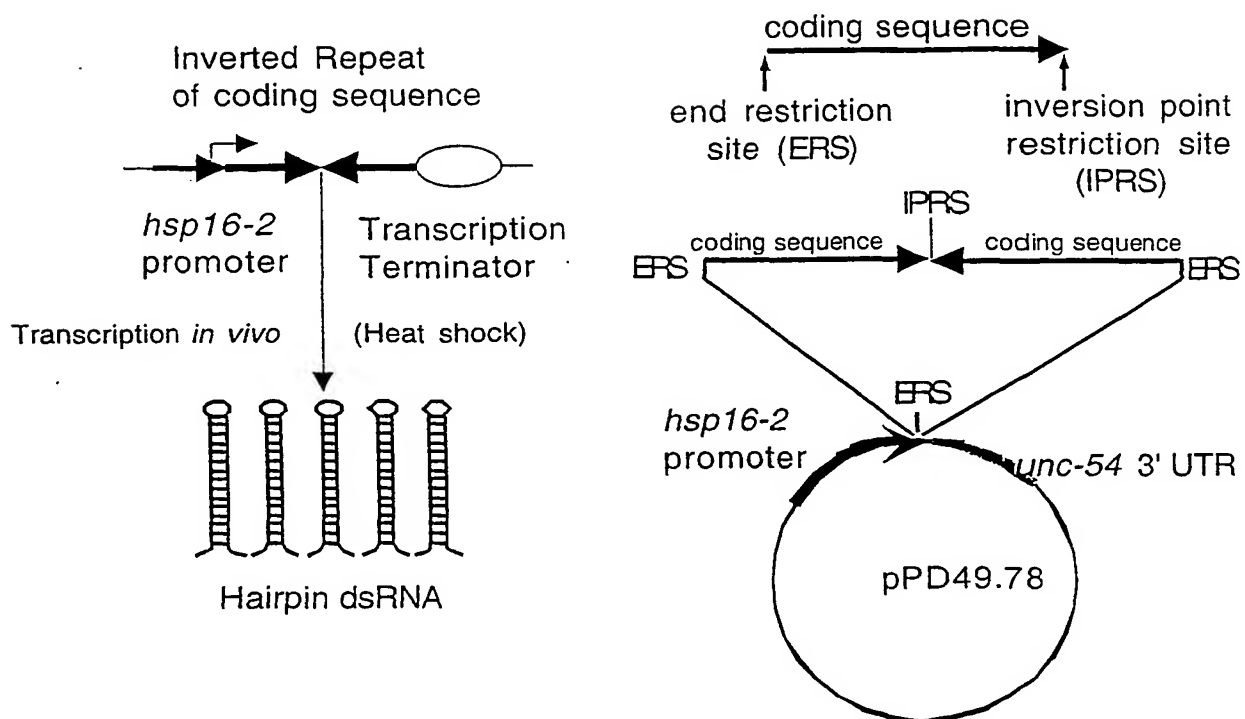 Inverted Repeat
of coding sequence
hsp16-2
promoter
Transcription
Terminator
Transcription in vivo
(Heat shock)
Hairpin dsRNA
coding sequence
end restriction
site (ERS)
inversion point
restriction site
(IPRS)
IPRS
coding sequence
coding sequence
ERS
ERS
ERS
hsp16-2
promoter
unc-54 3' UTR
pPD49.78